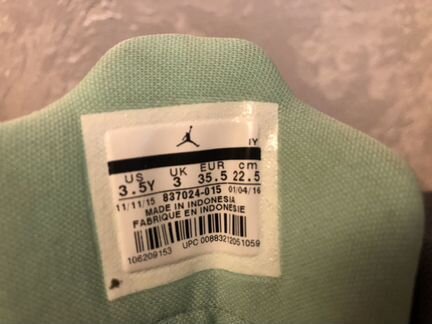 IY
US UK EUR cm
3.5Y 3 35.5 22.5
11/11/15 837024-015 01/04/16
MADE IN INDONESIA
FABRIQUE EN INDONESIE
106209153 UPC 00883212051059